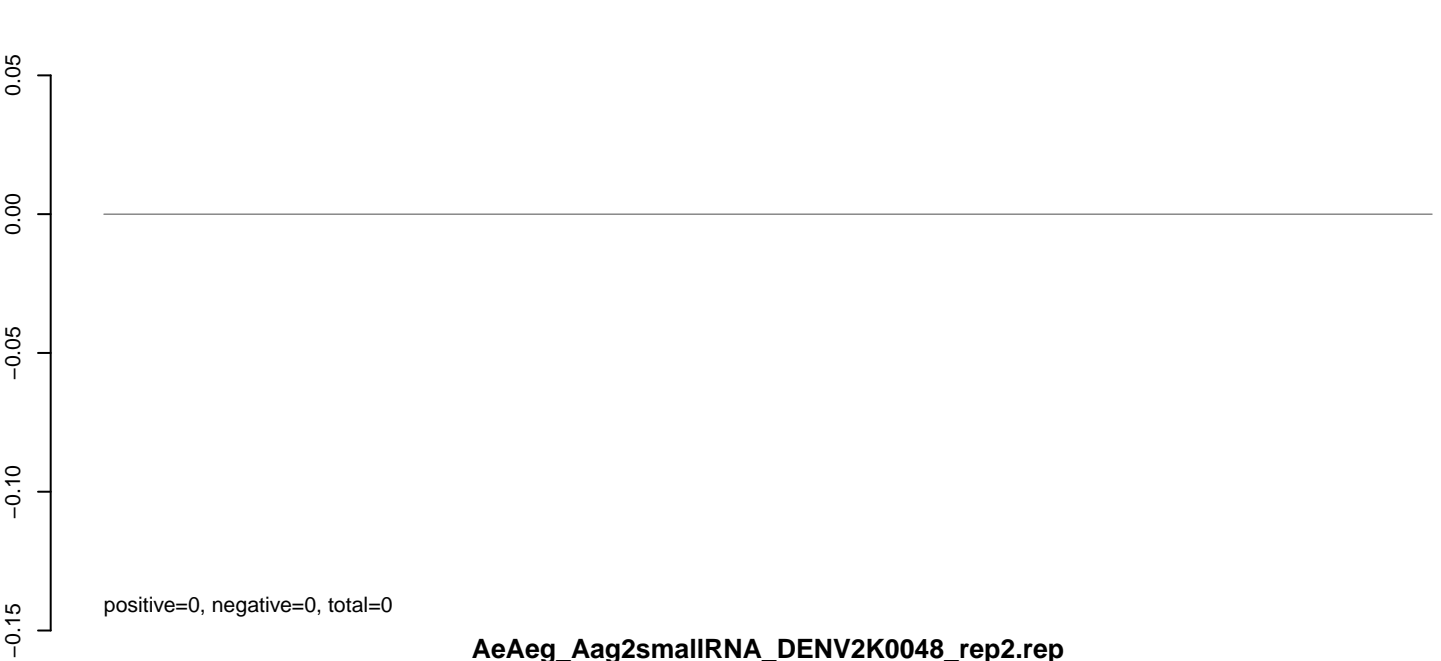 0.05
0.00
−0.05
−0.10
−0.15
positive=0, negative=0, total=0
AeAeg_Aag2smallRNA_DENV2K0048_rep2.rep